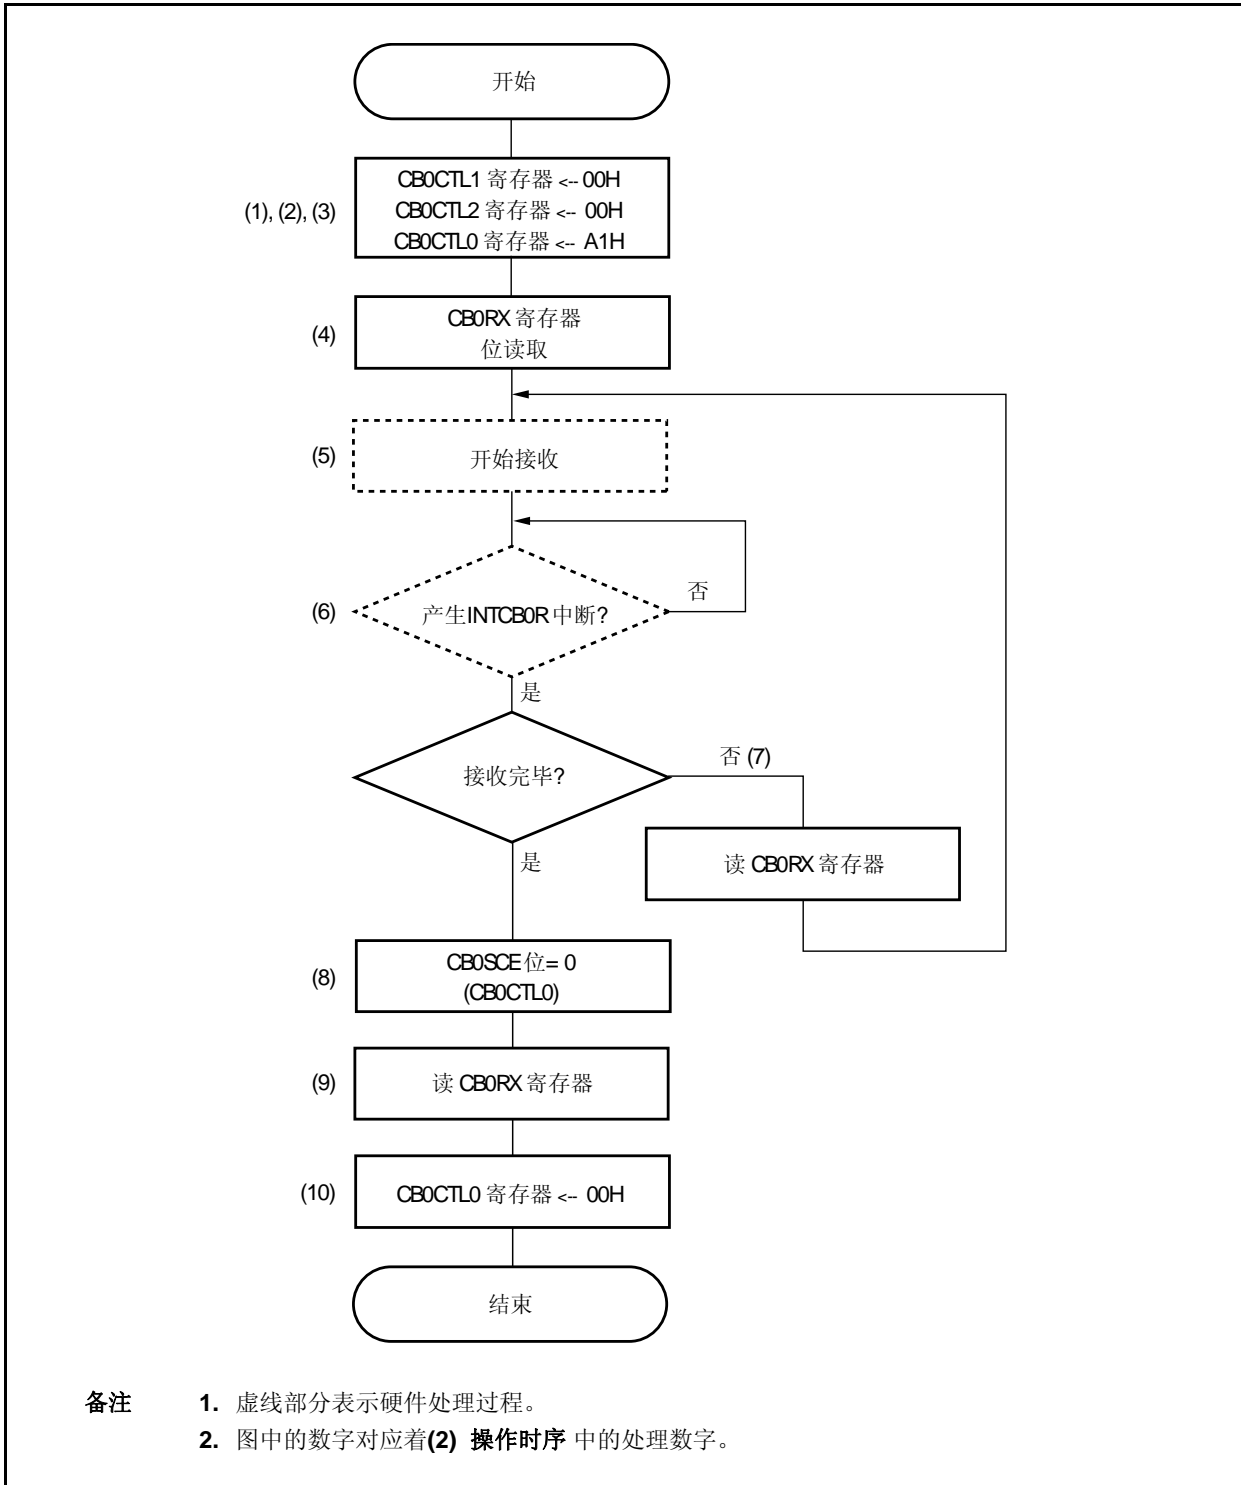 开始
CB0CTL1 寄存器 <-- 00H
(1), (2), (3)
CB0CTL2 寄存器 <-- 00H
CB0CTL0 寄存器 <-- A1H
CB0RX 寄存器
(4)
位读取
(5)
开始接收
否
(6)
产生INTCB0R 中断?
是
否 (7)
接收完毕?
是
读 CB0RX 寄存器
CB0SCE 位= 0
(8)
(CB0CTL0)
(9)
读 CB0RX 寄存器
(10)
CB0CTL0 寄存器 <-- 00H
结束
备注 1. 虚线部分表示硬件处理过程。
2. 图中的数字对应着(2) 操作时序 中的处理数字。